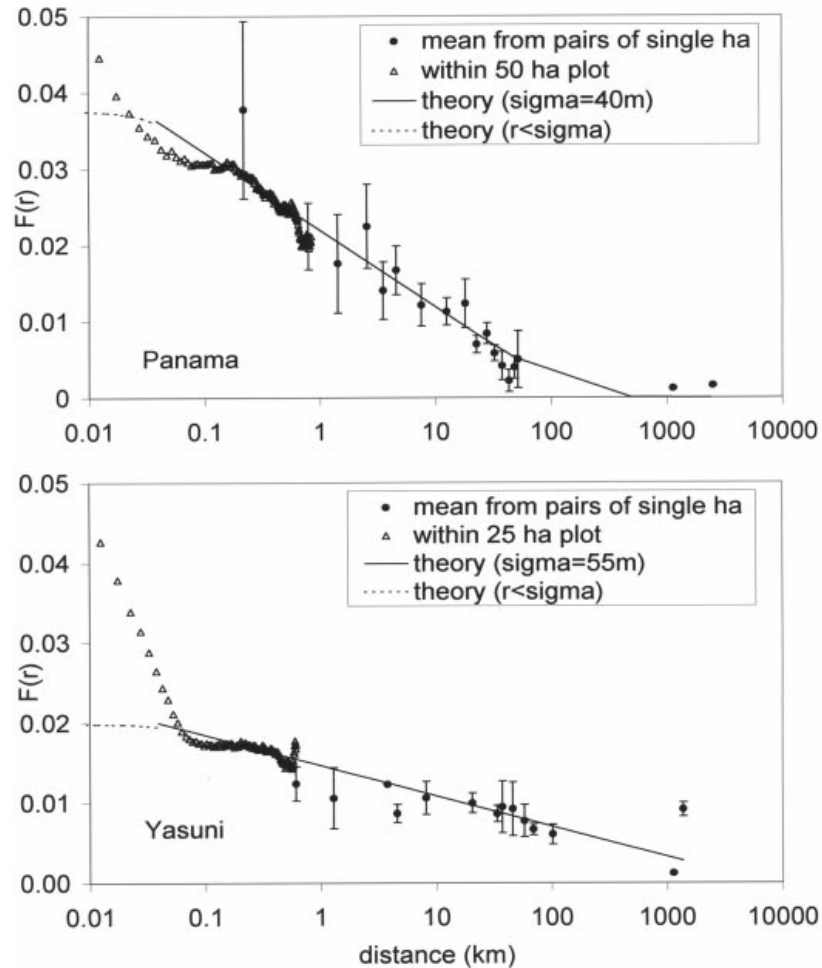 0.05
0.04
0.03
0.02
0.01
0
F(r)
● mean from pairs of single ha
△ within 50 ha plot
theory (sigma=40m)
theory (r<sigma)
Panama
0.01 0.1 1 10 100 1000 10000
0.05
0.04
0.03
0.02
0.01
0.00
F(r)
● mean from pairs of single ha
△ within 25 ha plot
theory (sigma=55m)
theory (r<sigma)
Yasuni
0.01 0.1 1 10 100 1000 10000
distance (km)